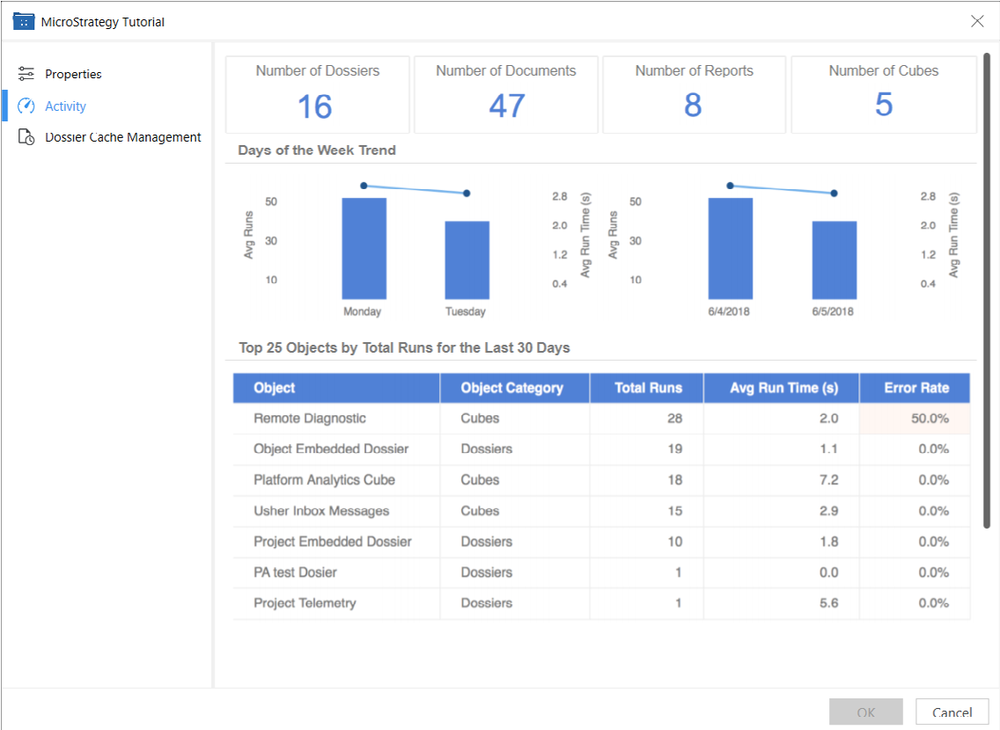 MicroStrategy Tutorial
Properties
Activity
Dossier Cache Management
Number of Dossiers
16
Number of Documents
47
Number of Reports
8
Number of Cubes
5
Days of the Week Trend
Avg Runs
50
30
10
Monday
Tuesday
2.8
2.0
1.2
0.4
Avg Run Time (s)
Avg Runs
50
30
10
6/4/2018
6/5/2018
2.8
2.0
1.2
0.4
Avg Run Time (s)
Top 25 Objects by Total Runs for the Last 30 Days
Object Object Category Total Runs Avg Run Time (s) Error Rate
Remote Diagnostic Cubes 28 2.0 50.0%
Object Embedded Dossier Dossiers 19 1.1 0.0%
Platform Analytics Cube Cubes 18 7.2 0.0%
Usher Inbox Messages Cubes 15 2.9 0.0%
Project Embedded Dossier Dossiers 10 1.8 0.0%
PA test Dosier Dossiers 1 0.0 0.0%
Project Telemetry Dossiers 1 5.6 0.0%
OK
Cancel